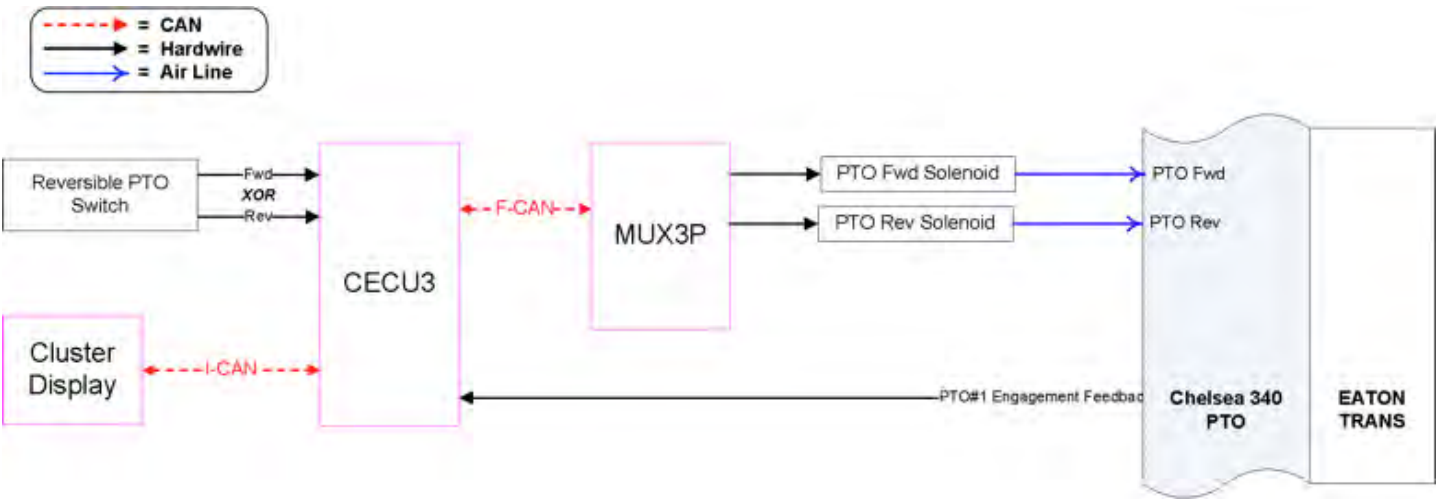 = CAN
= Hardwire
= Air Line
Reversible PTO
Switch
Fwd
XOR
Rev
CECU3
F-CAN
MUX3P
PTO Fwd Solenoid
PTO Rev Solenoid
PTO Fwd
PTO Rev
Cluster
Display
I-CAN
PTO#1 Engagement Feedbac
Chelsea 340
PTO
EATON
TRANS